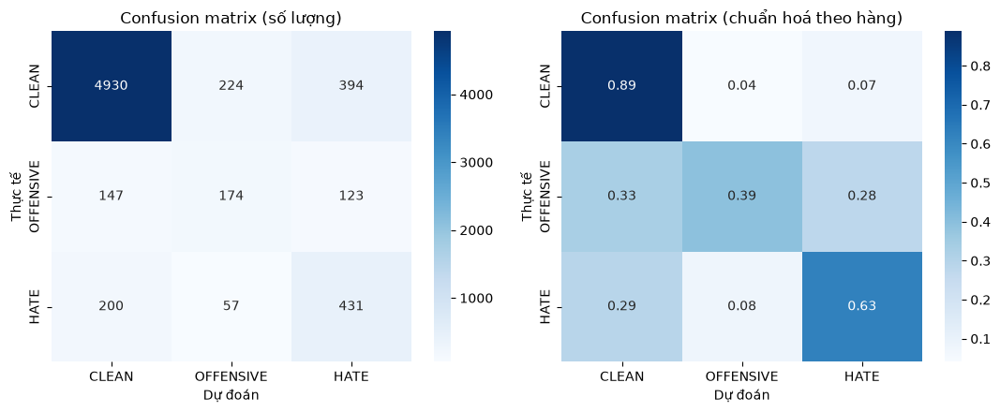 Confusion matrix (số lượng)
Thực tế
CLEAN
OFFENSIVE
HATE
4930 224 394
147 174 123
200 57 431
CLEAN OFFENSIVE HATE
Dự đoán
4000
3000
2000
1000
Confusion matrix (chuẩn hoá theo hàng)
Thực tế
CLEAN
OFFENSIVE
HATE
0.89 0.04 0.07
0.33 0.39 0.28
0.29 0.08 0.63
CLEAN OFFENSIVE HATE
Dự đoán
0.8
0.7
0.6
0.5
0.4
0.3
0.2
0.1